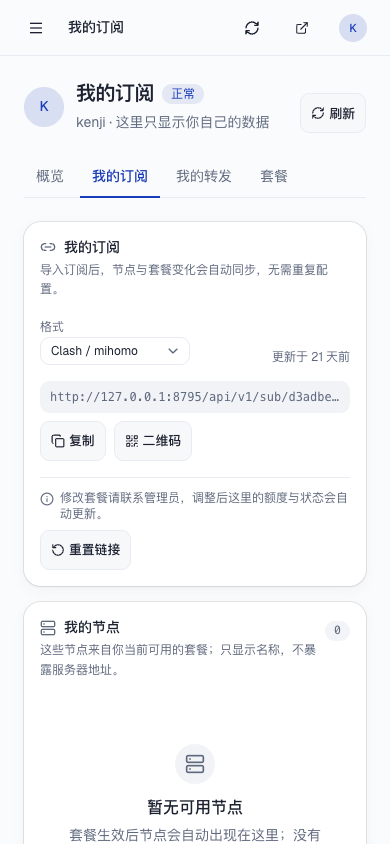 我的订阅
K
K
我的订阅 正常
kenji · 这里只显示你自己的数据
刷新
概览 我的订阅 我的转发 套餐
我的订阅
导入订阅后，节点与套餐变化会自动同步，无需重复配
置。
格式
Clash / mihomo
更新于 21 天前
http://127.0.0.1:8795/api/v1/sub/d3adbe…
复制 二维码
修改套餐请联系管理员，调整后这里的额度与状态会自
动更新。
重置链接
我的节点
0
这些节点来自你当前可用的套餐；只显示名称，不暴
露服务器地址。
暂无可用节点
套餐生效后节点会自动出现在这里；没有